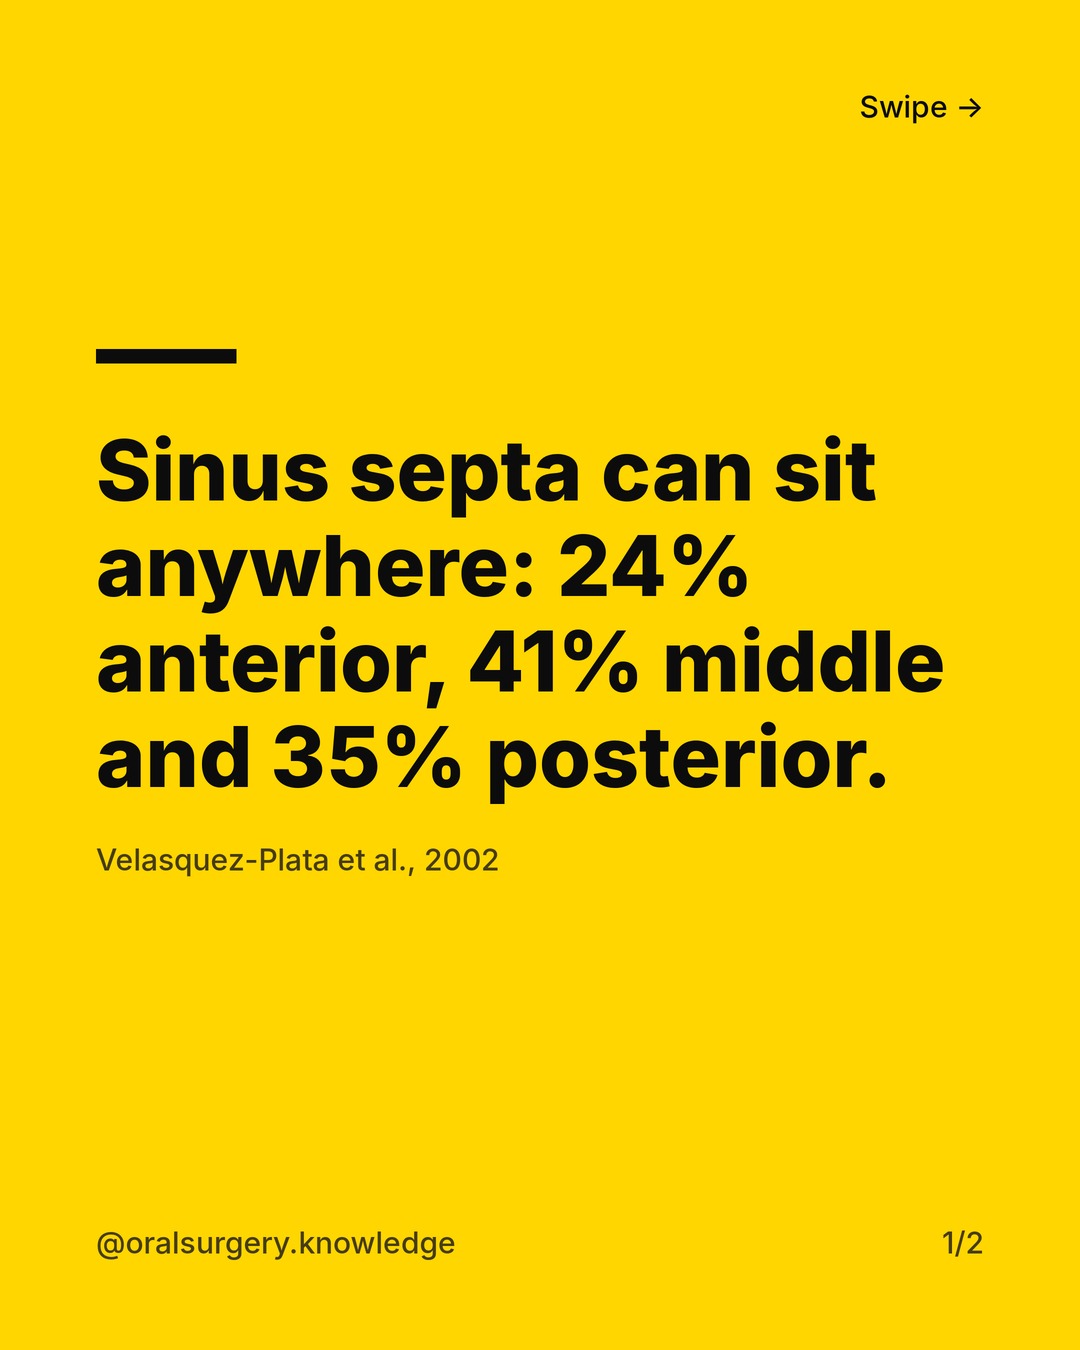 Swipe →
Sinus septa can sit
anywhere: 24%
anterior, 41% middle
and 35% posterior.
Velasquez-Plata et al., 2002
@oralsurgery.knowledge
1/2